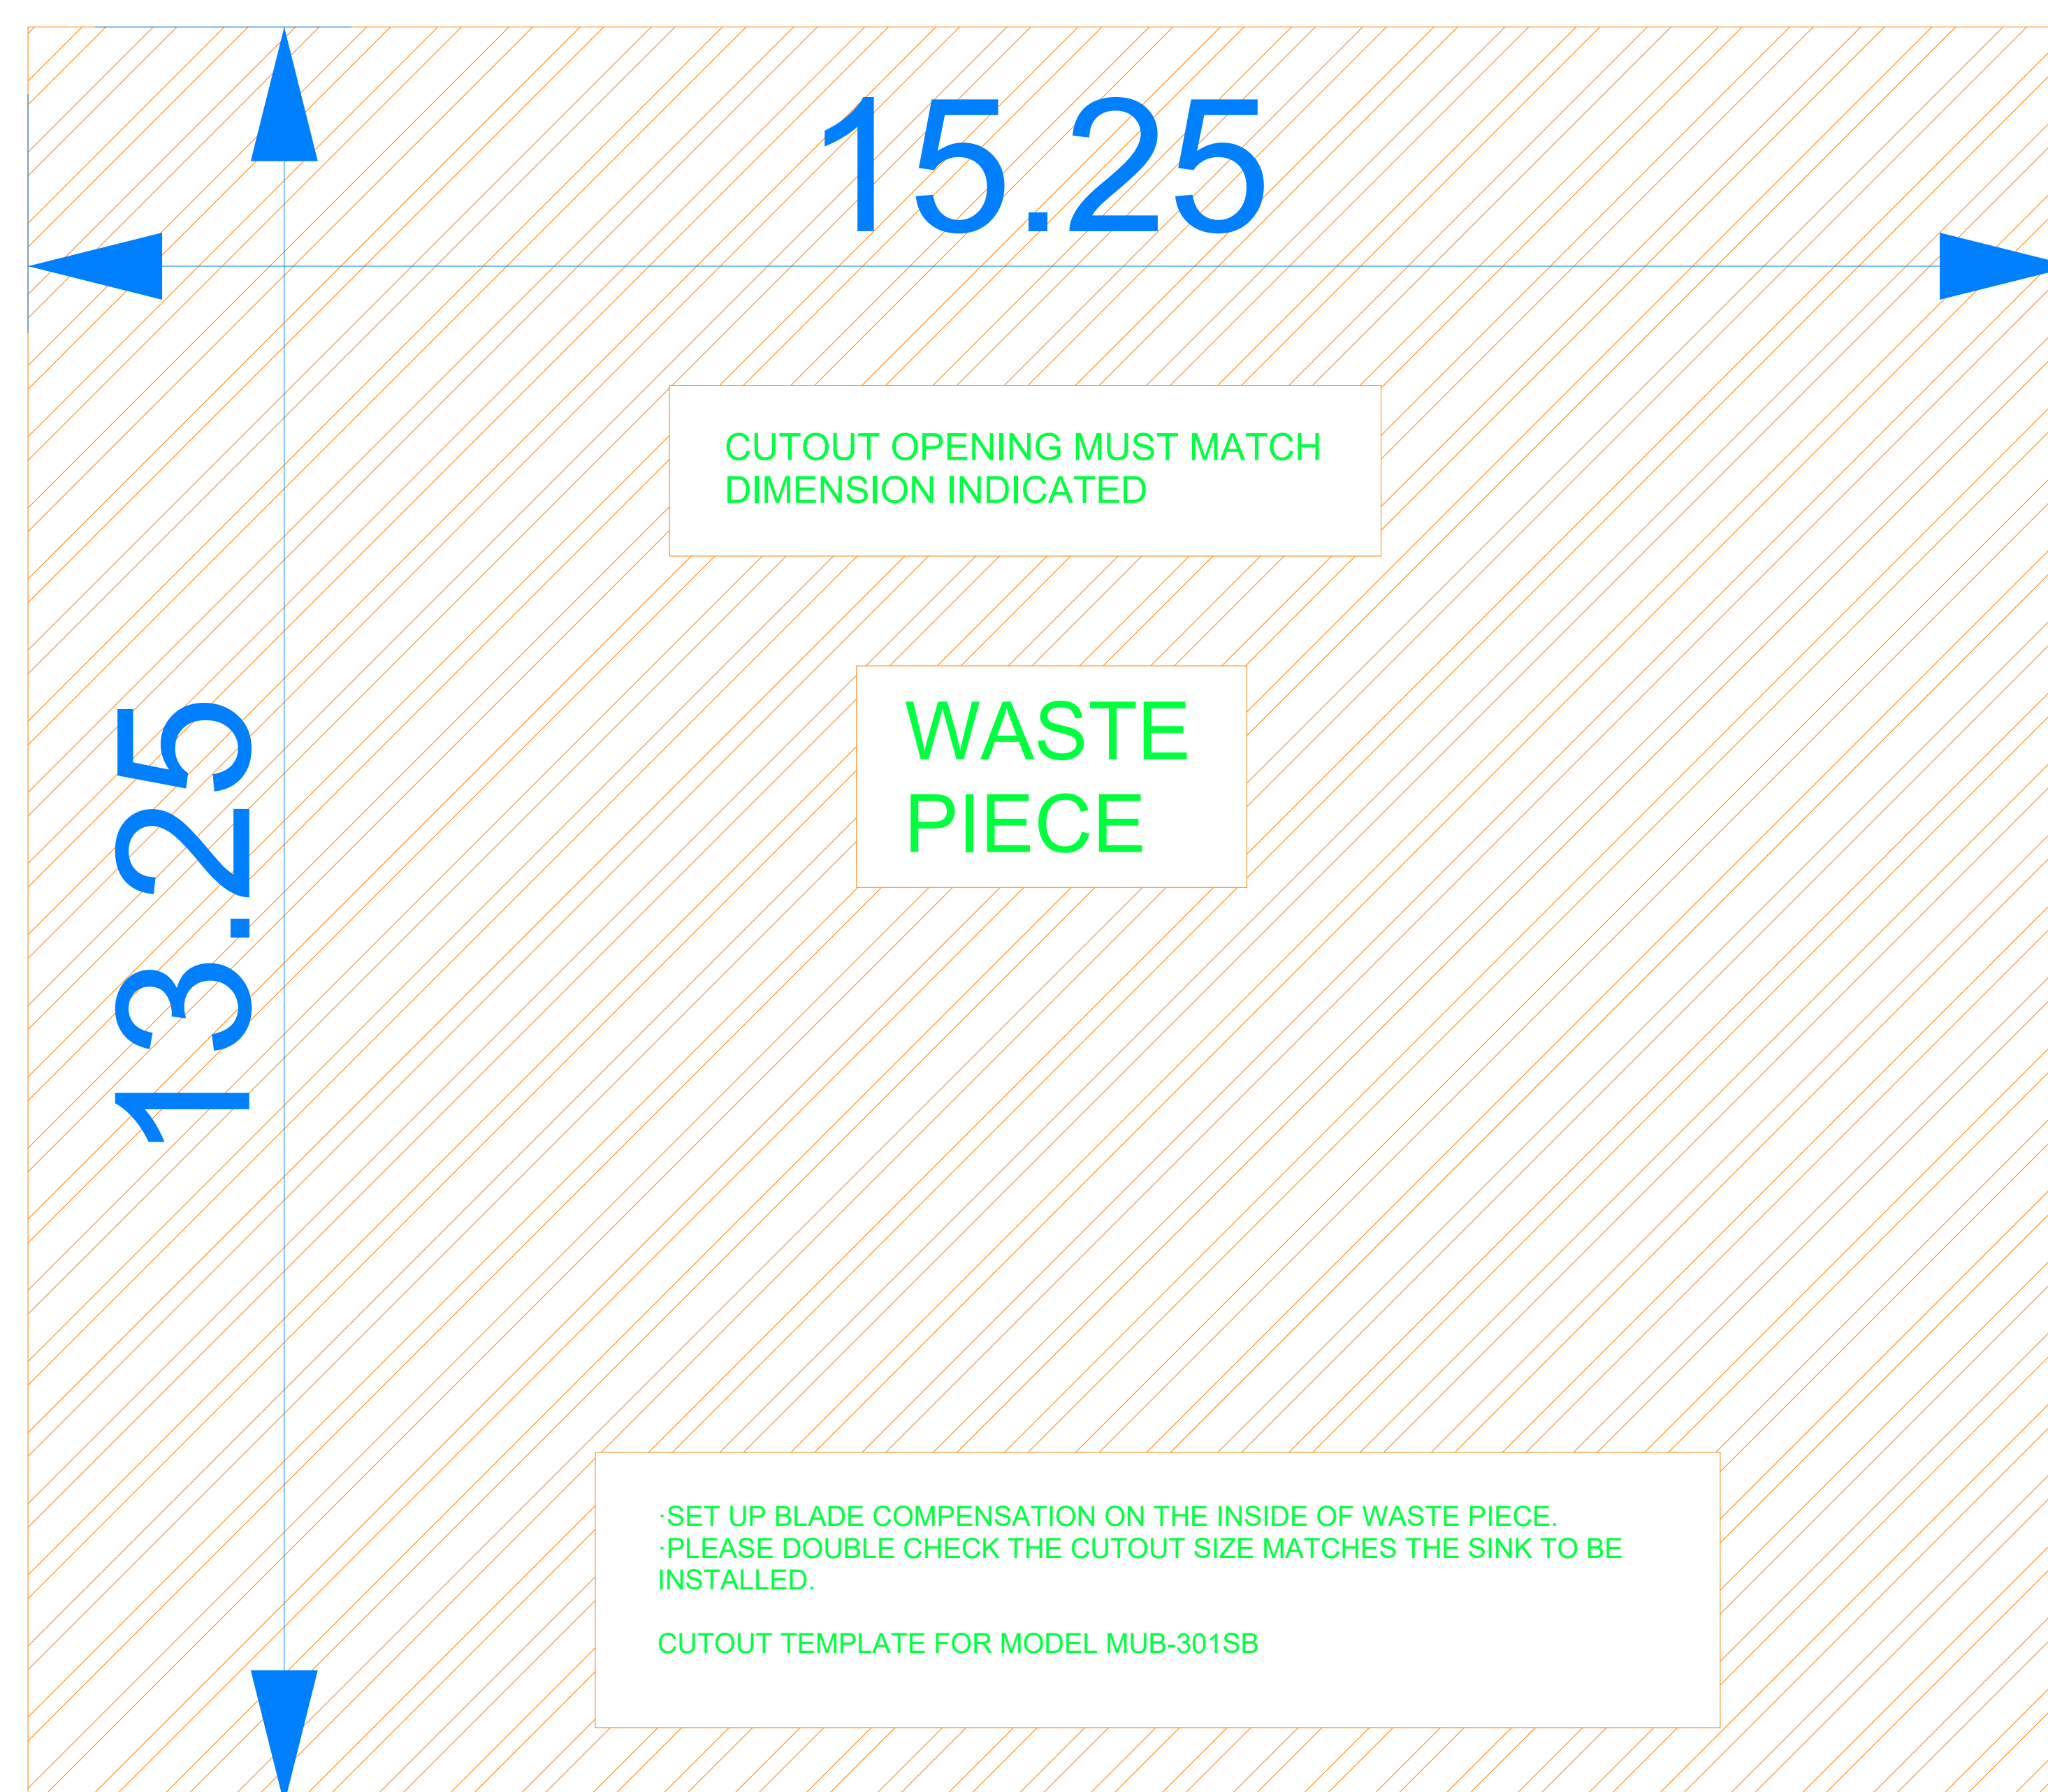 15.25
CUTOUT OPENING MUST MATCH
DIMENSION INDICATED
WASTE
PIECE
13.25
·SET UP BLADE COMPENSATION ON THE INSIDE OF WASTE PIECE.
·PLEASE DOUBLE CHECK THE CUTOUT SIZE MATCHES THE SINK TO BE
INSTALLED.
CUTOUT TEMPLATE FOR MODEL MUB-301SB